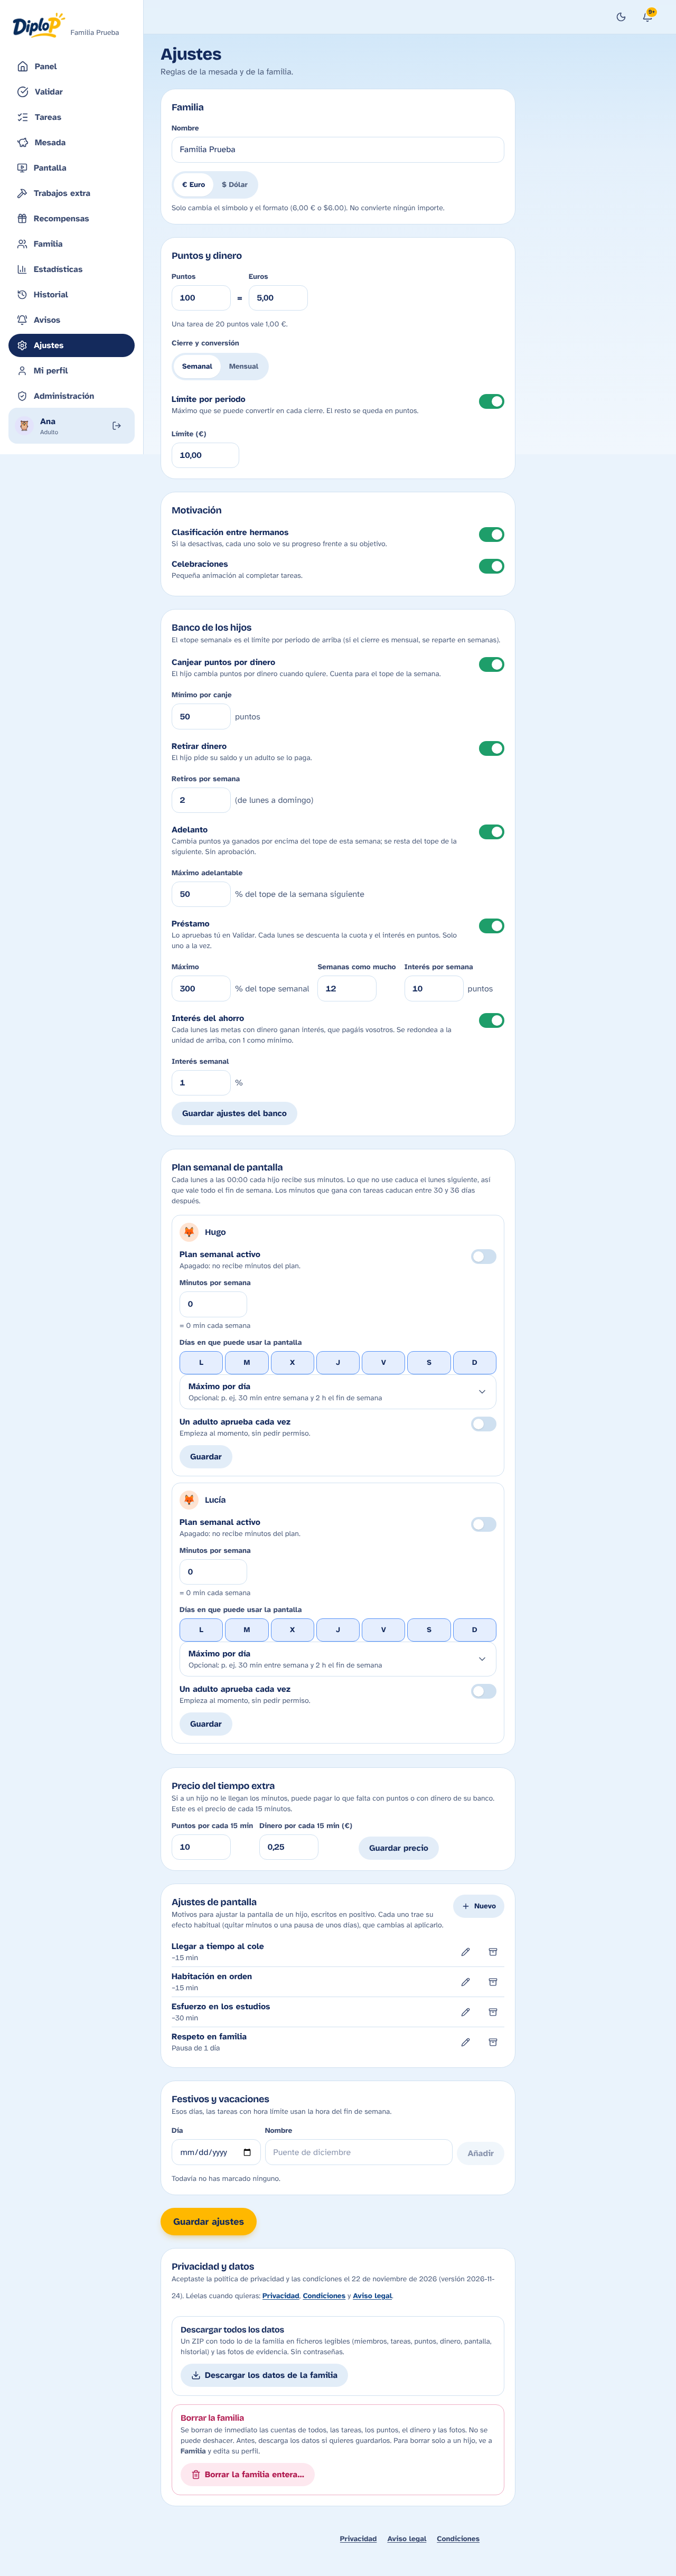 DiploP Familia Prueba
9+
Panel
Validar
Tareas
Mesada
Pantalla
Trabajos extra
Recompensas
Familia
Estadísticas
Historial
Avisos
Ajustes
Mi perfil
Administración
Ana
Adulto
Ajustes
Reglas de la mesada y de la familia.
Familia
Nombre
Familia Prueba
€ Euro $ Dólar
Solo cambia el símbolo y el formato (6,00 € o $6.00). No convierte ningún importe.
Puntos y dinero
Puntos Euros
100 = 5,00
Una tarea de 20 puntos vale 1,00 €.
Cierre y conversión
Semanal Mensual
Límite por periodo
Máximo que se puede convertir en cada cierre. El resto se queda en puntos.
Límite (€)
10,00
Motivación
Clasificación entre hermanos
Si la desactivas, cada uno solo ve su progreso frente a su objetivo.
Celebraciones
Pequeña animación al completar tareas.
Banco de los hijos
El «tope semanal» es el límite por periodo de arriba (si el cierre es mensual, se reparte en semanas).
Canjear puntos por dinero
El hijo cambia puntos por dinero cuando quiere. Cuenta para el tope de la semana.
Mínimo por canje
50 puntos
Retirar dinero
El hijo pide su saldo y un adulto se lo paga.
Retiros por semana
2 (de lunes a domingo)
Adelanto
Cambia puntos ya ganados por encima del tope de esta semana; se resta del tope de la
siguiente. Sin aprobación.
Máximo adelantable
50 % del tope de la semana siguiente
Préstamo
Lo apruebas tú en Validar. Cada lunes se descuenta la cuota y el interés en puntos. Solo
uno a la vez.
Máximo Semanas como mucho Interés por semana
300 % del tope semanal 12 10 puntos
Interés del ahorro
Cada lunes las metas con dinero ganan interés, que pagáis vosotros. Se redondea a la
unidad de arriba, con 1 como mínimo.
Interés semanal
1 %
Guardar ajustes del banco
Plan semanal de pantalla
Cada lunes a las 00:00 cada hijo recibe sus minutos. Lo que no use caduca el lunes siguiente, así
que vale todo el fin de semana. Los minutos que gana con tareas caducan entre 30 y 36 días
después.
Hugo
Plan semanal activo
Apagado: no recibe minutos del plan.
Minutos por semana
0
= 0 min cada semana
Días en que puede usar la pantalla
L M X J V S D
Máximo por día
Opcional: p. ej. 30 min entre semana y 2 h el fin de semana
Un adulto aprueba cada vez
Empieza al momento, sin pedir permiso.
Guardar
Lucía
Plan semanal activo
Apagado: no recibe minutos del plan.
Minutos por semana
0
= 0 min cada semana
Días en que puede usar la pantalla
L M X J V S D
Máximo por día
Opcional: p. ej. 30 min entre semana y 2 h el fin de semana
Un adulto aprueba cada vez
Empieza al momento, sin pedir permiso.
Guardar
Precio del tiempo extra
Si a un hijo no le llegan los minutos, puede pagar lo que falta con puntos o con dinero de su banco.
Este es el precio de cada 15 minutos.
Puntos por cada 15 min Dinero por cada 15 min (€)
10 0,25 Guardar precio
Ajustes de pantalla
Nuevo
Motivos para ajustar la pantalla de un hijo, escritos en positivo. Cada uno trae su
efecto habitual (quitar minutos o una pausa de unos días), que cambias al aplicarlo.
Llegar a tiempo al cole
−15 min
Habitación en orden
−15 min
Esfuerzo en los estudios
−30 min
Respeto en familia
Pausa de 1 día
Festivos y vacaciones
Esos días, las tareas con hora límite usan la hora del fin de semana.
Día Nombre
mm/dd/yyyy Puente de diciembre Añadir
Todavía no has marcado ninguno.
Guardar ajustes
Privacidad y datos
Aceptaste la política de privacidad y las condiciones el 22 de noviembre de 2026 (versión 2026-11-
24). Léelas cuando quieras: Privacidad, Condiciones y Aviso legal.
Descargar todos los datos
Un ZIP con todo lo de la familia en ficheros legibles (miembros, tareas, puntos, dinero, pantalla,
historial) y las fotos de evidencia. Sin contraseñas.
Descargar los datos de la familia
Borrar la familia
Se borran de inmediato las cuentas de todos, las tareas, los puntos, el dinero y las fotos. No se
puede deshacer. Antes, descarga los datos si quieres guardarlos. Para borrar solo a un hijo, ve a
Familia y edita su perfil.
Borrar la familia entera...
Privacidad Aviso legal Condiciones